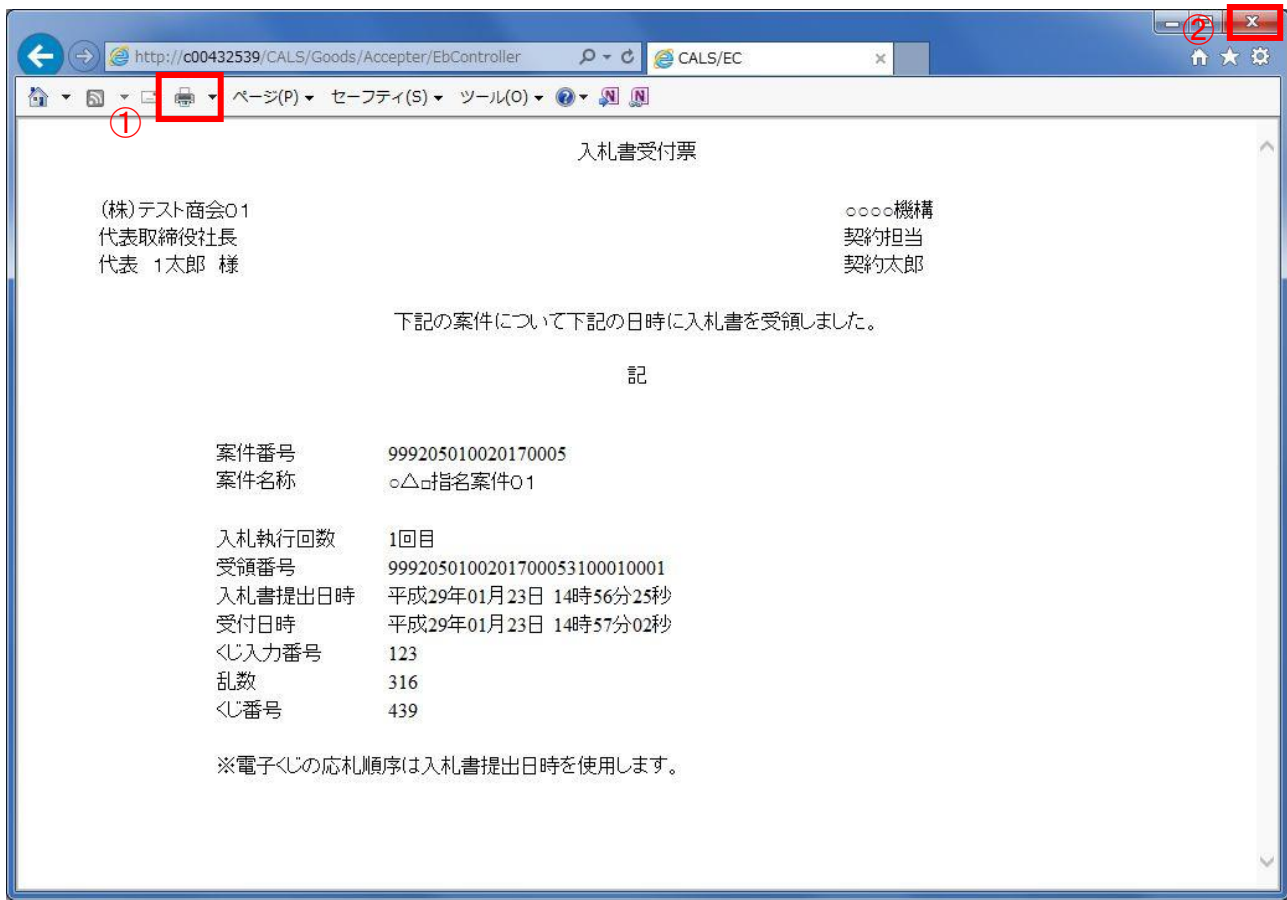 ②
http://c00432539/CALS/Goods/Accepter/EbController
CALS/EC
ページ(P) セーフティ(S) ツール(O)
①
入札書受付票
(株)テスト商会01
○○○○機構
代表取締役社長
契約担当
代表 1太郎 様
契約太郎
下記の案件について下記の日時に入札書を受領しました。
記
案件番号 999205010020170005
案件名称 ○△□指名案件01
入札執行回数 1回目
受領番号 9992050100201700053100010001
入札書提出日時 平成29年01月23日 14時56分25秒
受付日時 平成29年01月23日 14時57分02秒
くじ入力番号 123
乱数 316
くじ番号 439
※電子くじの応札順序は入札書提出日時を使用します。